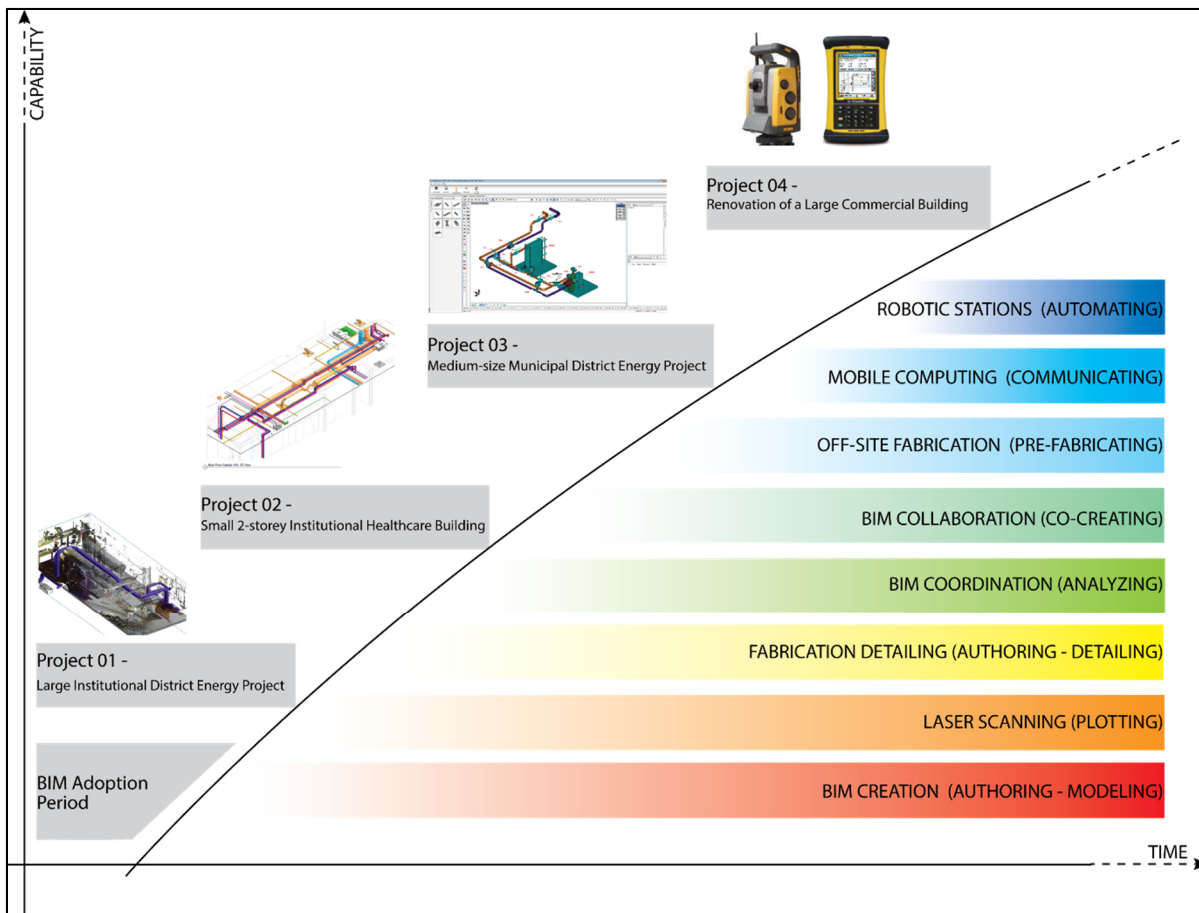 CAPABILITY
Project 04 -
Renovation of a Large Commercial Building
Project 03 -
Medium-size Municipal District Energy Project
Project 02 -
Small 2-storey Institutional Healthcare Building
Project 01 -
Large Institutional District Energy Project
BIM Adoption
Period
ROBOTIC STATIONS (AUTOMATING)
MOBILE COMPUTING (COMMUNICATING)
OFF-SITE FABRICATION (PRE-FABRICATING)
BIM COLLABORATION (CO-CREATING)
BIM COORDINATION (ANALYZING)
FABRICATION DETAILING (AUTHORING - DETAILING)
LASER SCANNING (PLOTTING)
BIM CREATION (AUTHORING - MODELING)
TIME